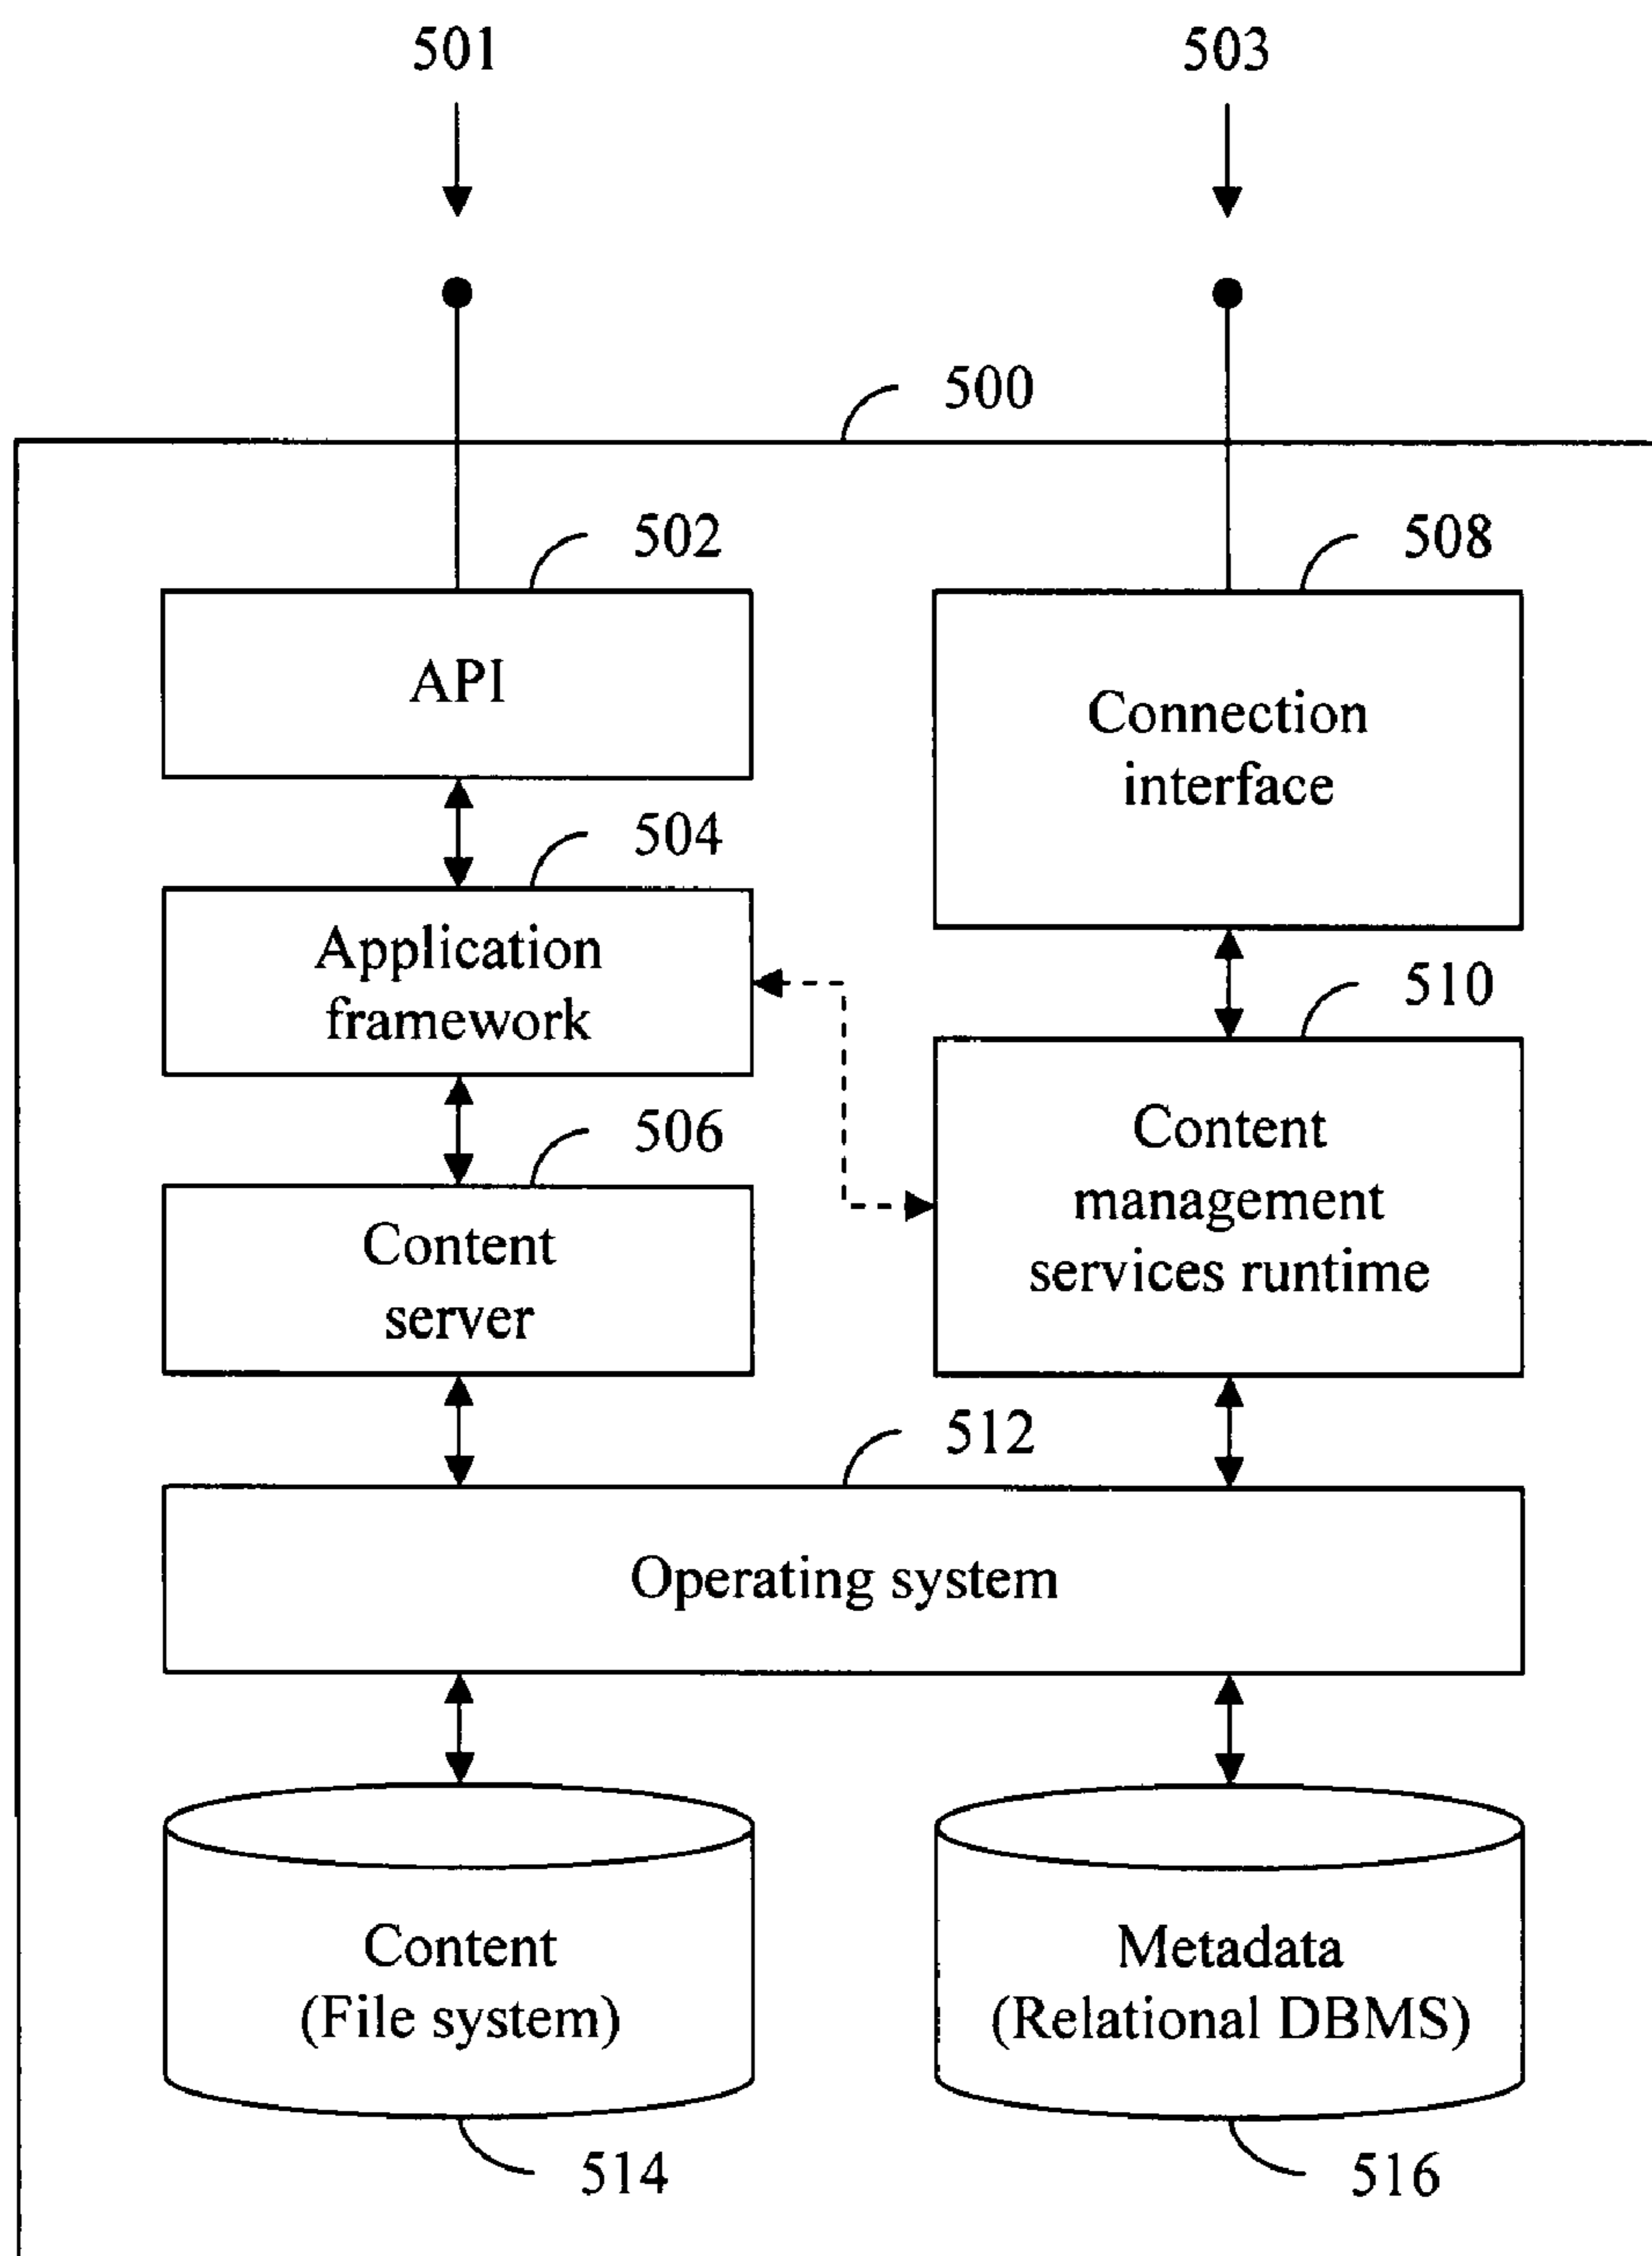 501
503
500
502
508
API
Connection
interface
504
Application
framework
510
506
Content
management
services runtime
Content
server
512
Operating system
Content
(File system)
Metadata
(Relational DBMS)
514
516